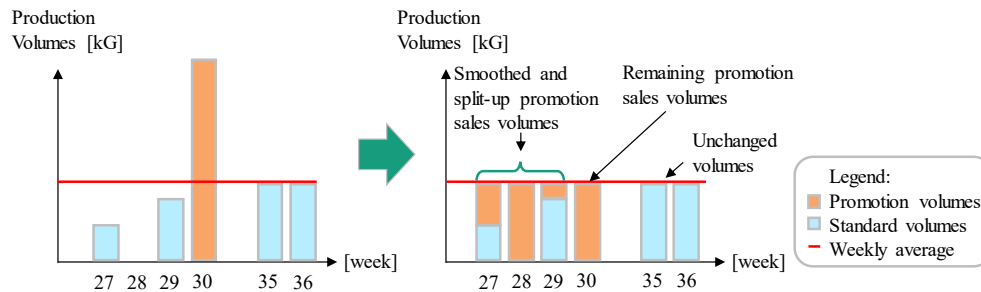 Production
Volumes [kG]
27 28 29 30 35 36
[week]
Production
Volumes [kG]
Smoothed and
split-up promotion
sales volumes
Remaining promotion
sales volumes
Unchanged
volumes
27 28 29 30 35 36
[week]
Legend:
Promotion volumes
Standard volumes
Weekly average